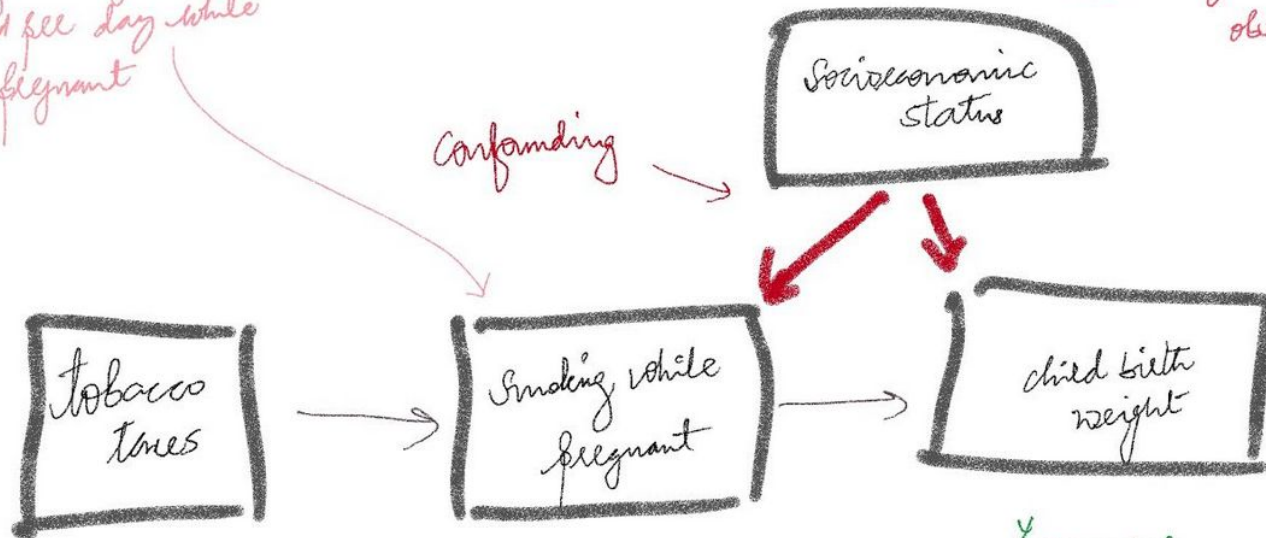 per day while
pregnant
Socioeconomic
status
Confounding
tobacco
taxes
Smoking while
pregnant
child birth
weight